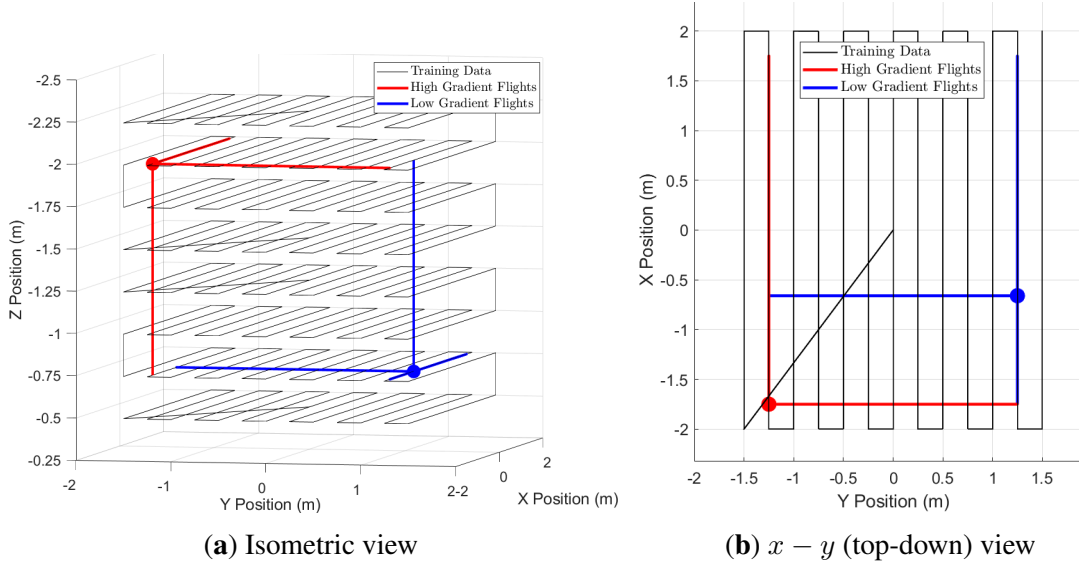 -2.5
-2.25
-2
-1.75
-1.5
-1.25
-1
-0.75
-0.5
-0.25
Z Position (m)
-2
-1
0
1
2
Y Position (m)
-2
0
2
X Position (m)
Training Data
High Gradient Flights
Low Gradient Flights
(a) Isometric view
2
1.5
1
0.5
0
-0.5
-1
-1.5
-2
X Position (m)
-2
-1.5
-1
-0.5
0
0.5
1
1.5
Y Position (m)
Training Data
High Gradient Flights
Low Gradient Flights
(b) x − y (top-down) view